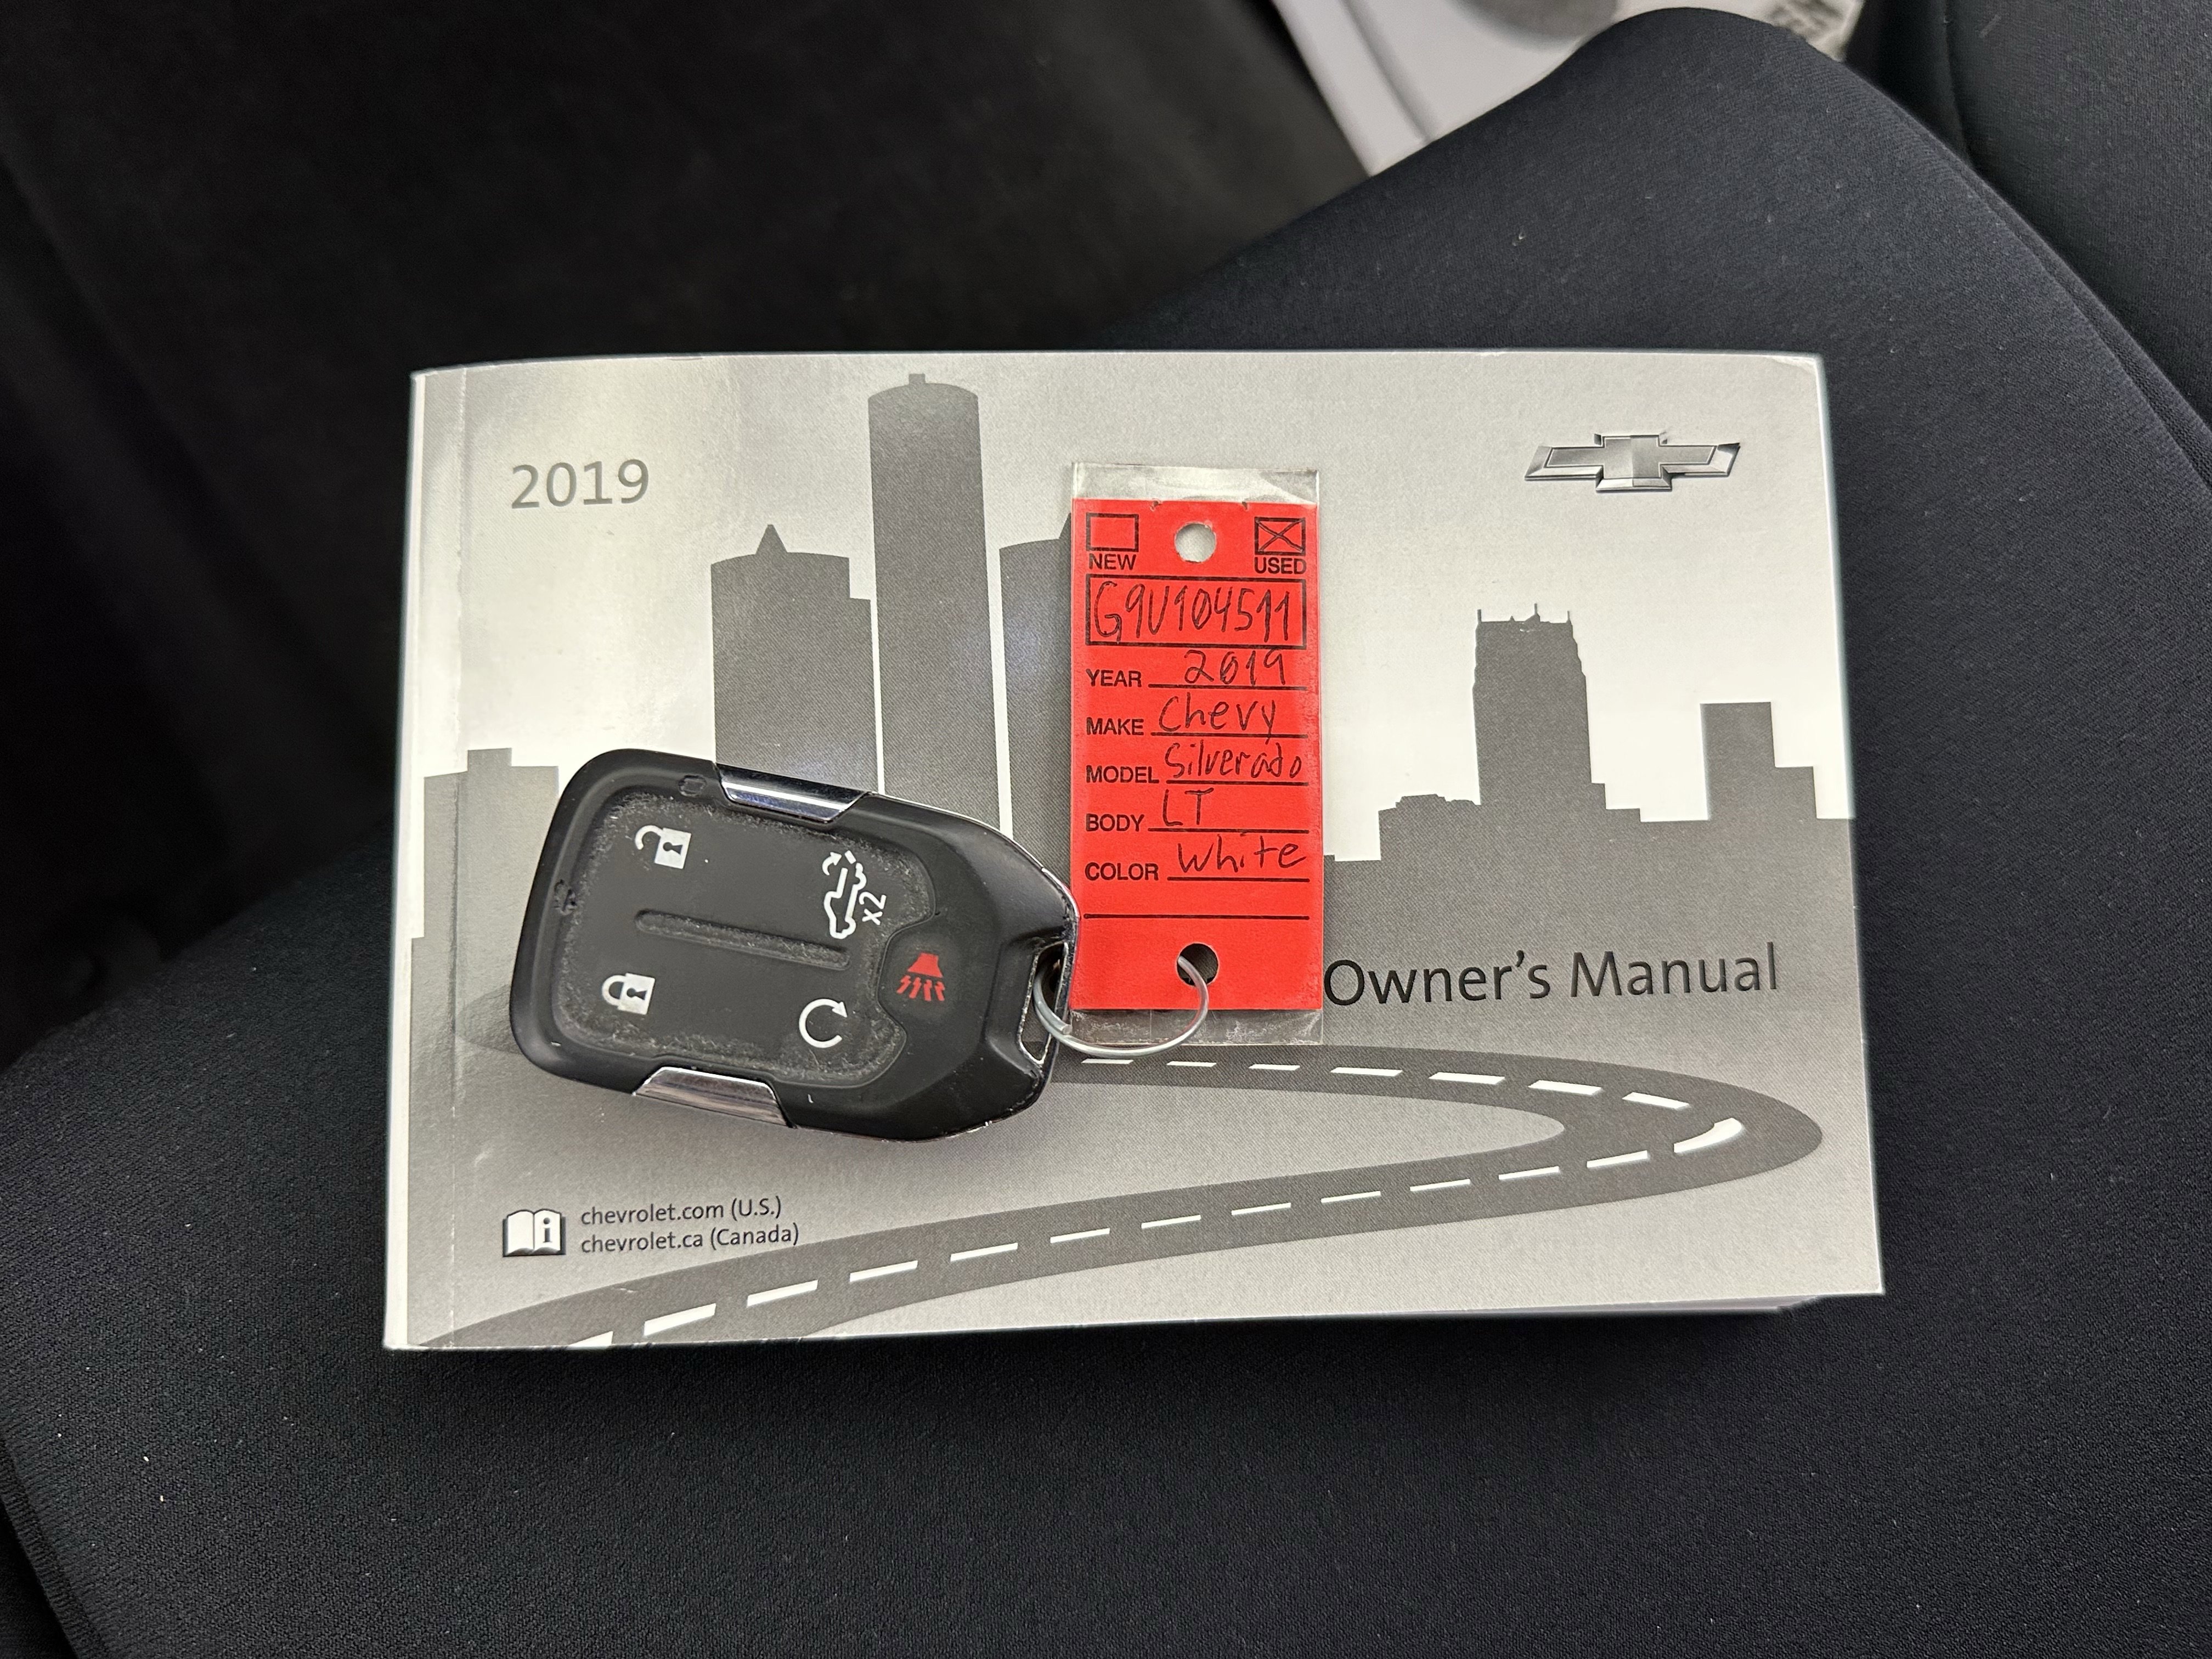 2019
NEW USED
G9U104511
YEAR 2019
MAKE Chevy
MODEL Silverado
BODY LT
COLOR White
x2
Owner's Manual
chevrolet.com (U.S.)
chevrolet.ca (Canada)